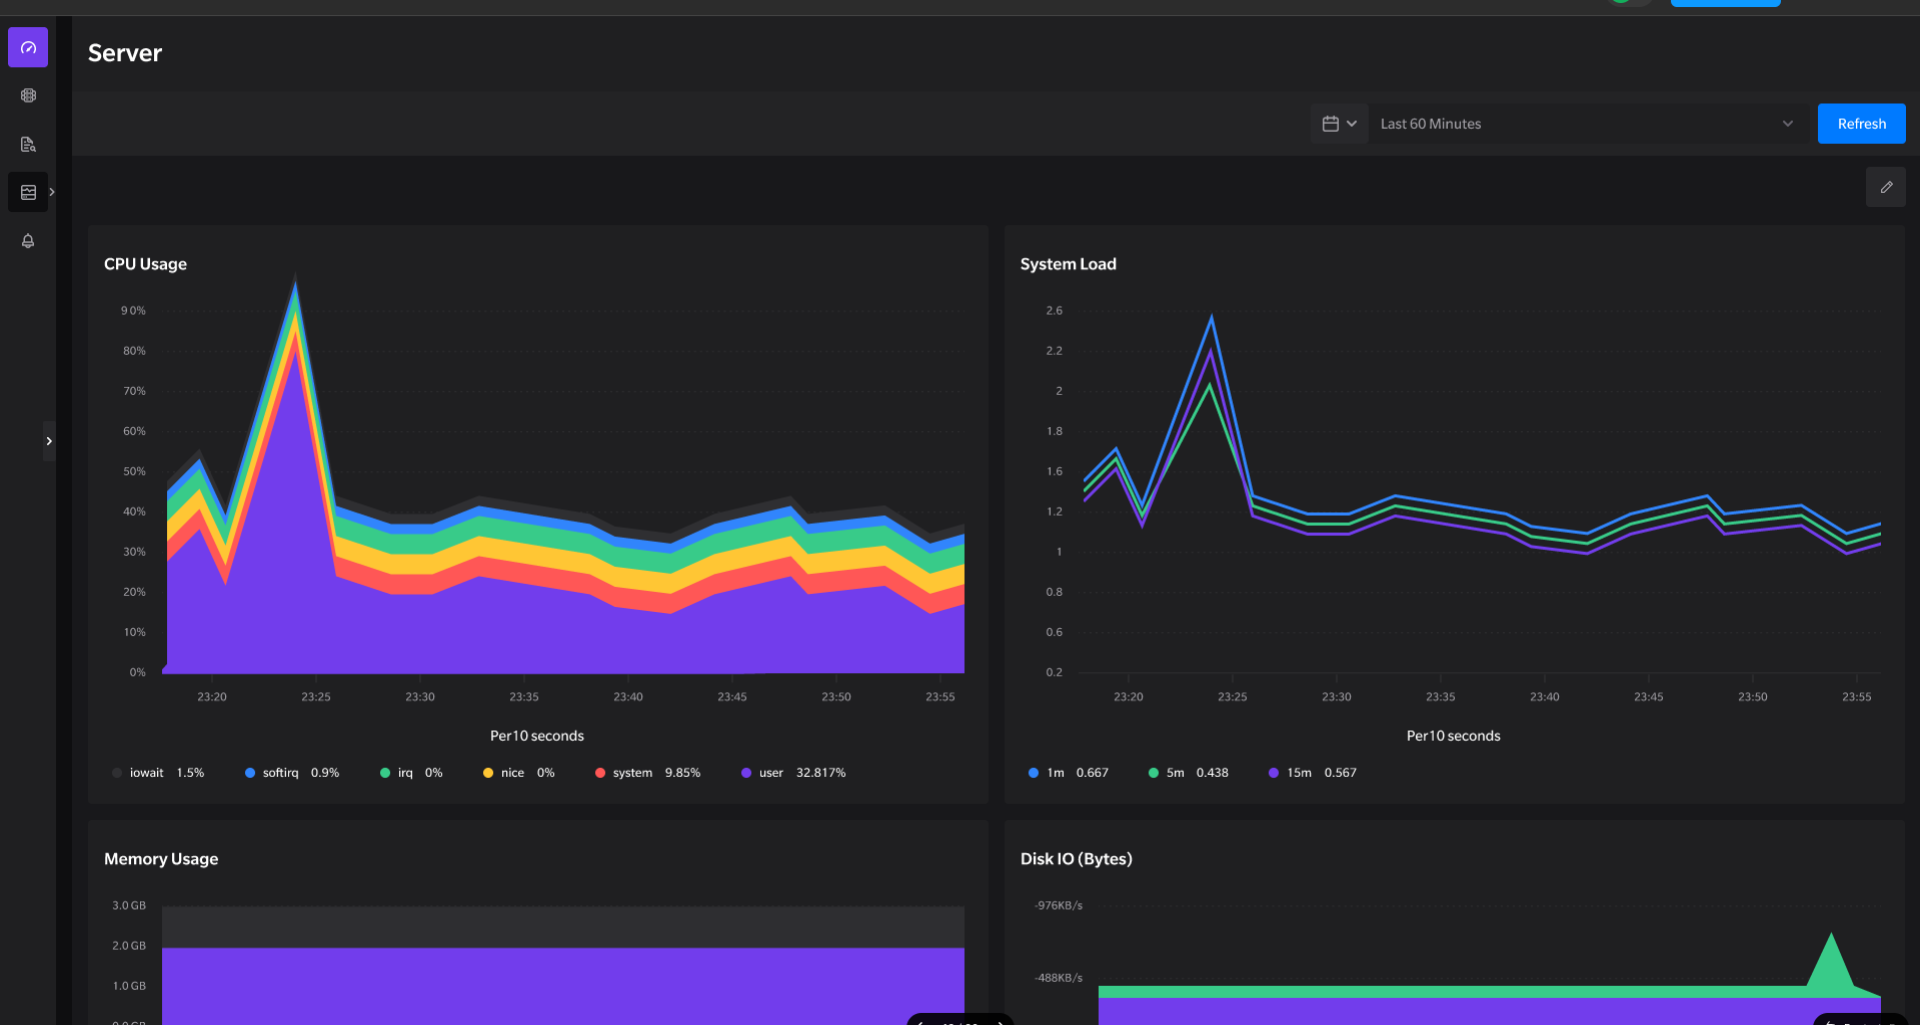 Server
Last 60 Minutes
Refresh
CPU Usage
90%
80%
70%
60%
50%
40%
30%
20%
10%
0%
23:20 23:25 23:30 23:35 23:40 23:45 23:50 23:55
Per10 seconds
iowait 1.5% softirq 0.9% irq 0% nice 0% system 9.85% user 32.817%
System Load
2.6
2.2
2
1.8
1.6
1.2
1
0.8
0.6
0.2
23:20 23:25 23:30 23:35 23:40 23:45 23:50 23:55
Per10 seconds
1m 0.667 5m 0.438 15m 0.567
Memory Usage
3.0 GB
2.0 GB
1.0 GB
0.0 GB
Disk IO (Bytes)
-976KB/s
-488KB/s